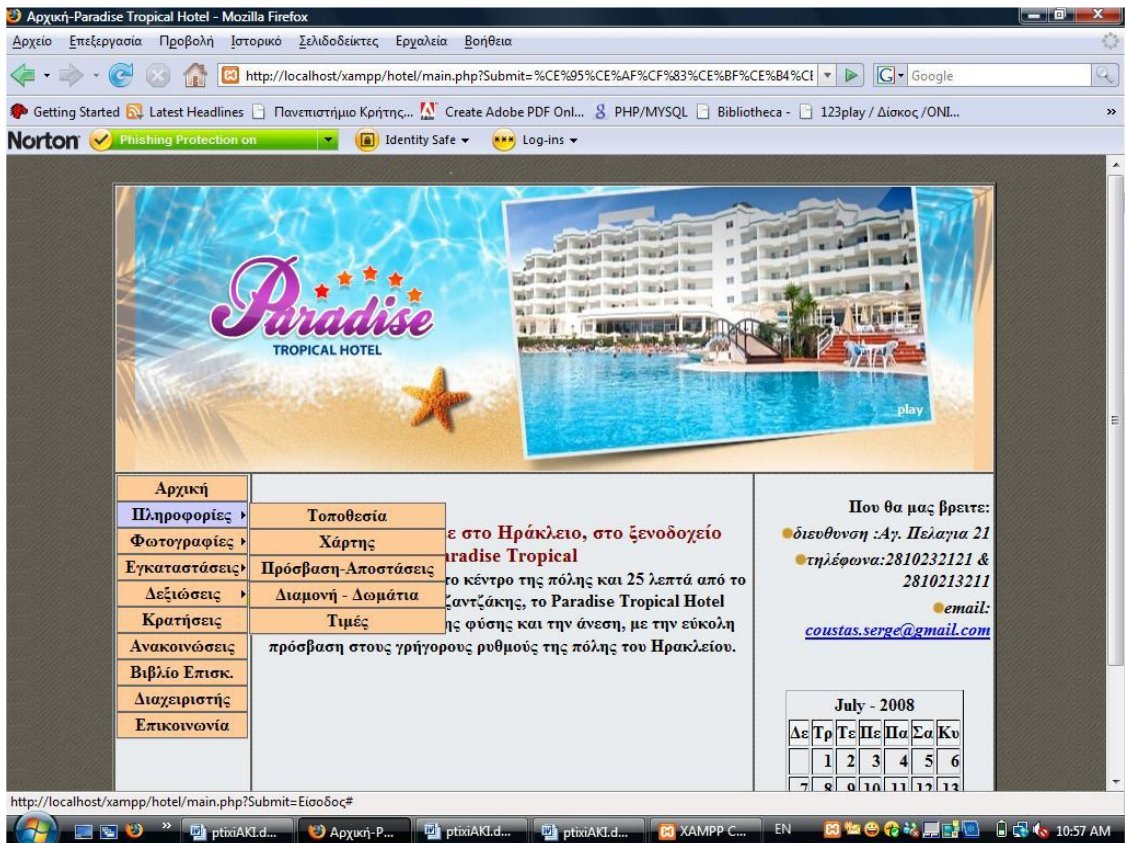 Αρχική-Paradise Tropical Hotel - Mozilla Firefox
Αρχείο Επεξεργασία Προβολή Ιστορικό Σελιδοδείκτες Εργαλεία Βοήθεια
http://localhost/xampp/hotel/main.php?Submit=%CE%95%CE%AF%CF%83%CE%BF%CE%B4%CE
Google
Getting Started Latest Headlines Πανεπιστήμιο Κρήτης... Create Adobe PDF Onl... PHP/MYSQL Bibliotheca - 123play / Δίσκος /ONI... »
Norton Phishing Protection on Identity Safe Log-ins
Paradise
TROPICAL HOTEL
play
Αρχική
Πληροφορίες
Φωτογραφίες
Εγκαταστάσεις
Δεξιώσεις
Κρατήσεις
Ανακοινώσεις
Βιβλίο Επισκ.
Διαχειριστής
Επικοινωνία
Τοποθεσία
Χάρτης
Πρόσβαση-Αποστάσεις
Διαμονή - Δωμάτια
Τιμές
ε στο Ηράκλειο, στο ξενοδοχείο
radise Tropical
το κέντρο της πόλης και 25 λεπτά από το
ζαντζάκης, το Paradise Tropical Hotel
ης φύσης και την άνεση, με την εύκολη
πρόσβαση στους γρήγορους ρυθμούς της πόλης του Ηρακλείου.
Που θα μας βρειτε:
διευθυνση :Αγ. Πελαγια 21
τηλέφωνα:2810232121 &
2810213211
email:
coustas.serge@gmail.com
July - 2008
Δε Τρ Τε Πε Πα Σα Κυ
1 2 3 4 5 6
7 8 9 10 11 12 13
http://localhost/xampp/hotel/main.php?Submit=Είσοδος#
» ptixiAKI.d... Αρχική-P... ptixiAKI.d... ptixiAKI.d... XAMPP C... EN 10:57 AM